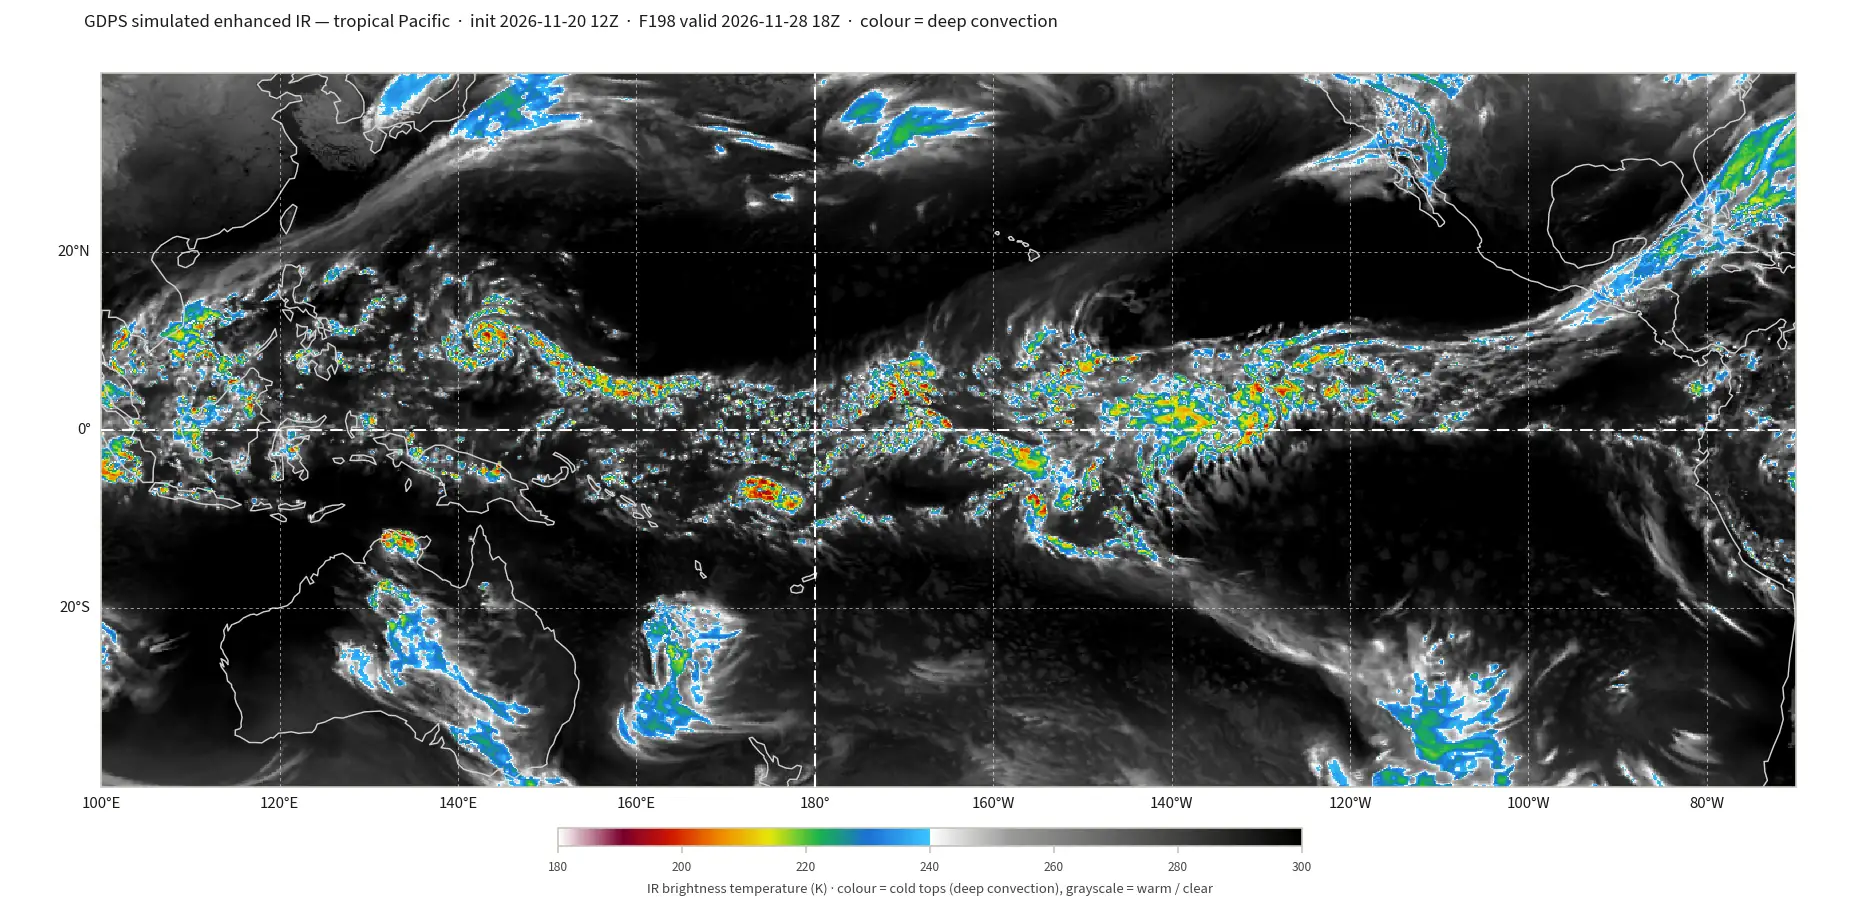 GDPS simulated enhanced IR — tropical Pacific · init 2026-11-20 12Z · F198 valid 2026-11-28 18Z · colour = deep convection
20°N
0°
20°S
100°E 120°E 140°E 160°E 180° 160°W 140°W 120°W 100°W 80°W
180 200 220 240 260 280 300
IR brightness temperature (K) · colour = cold tops (deep convection), grayscale = warm / clear